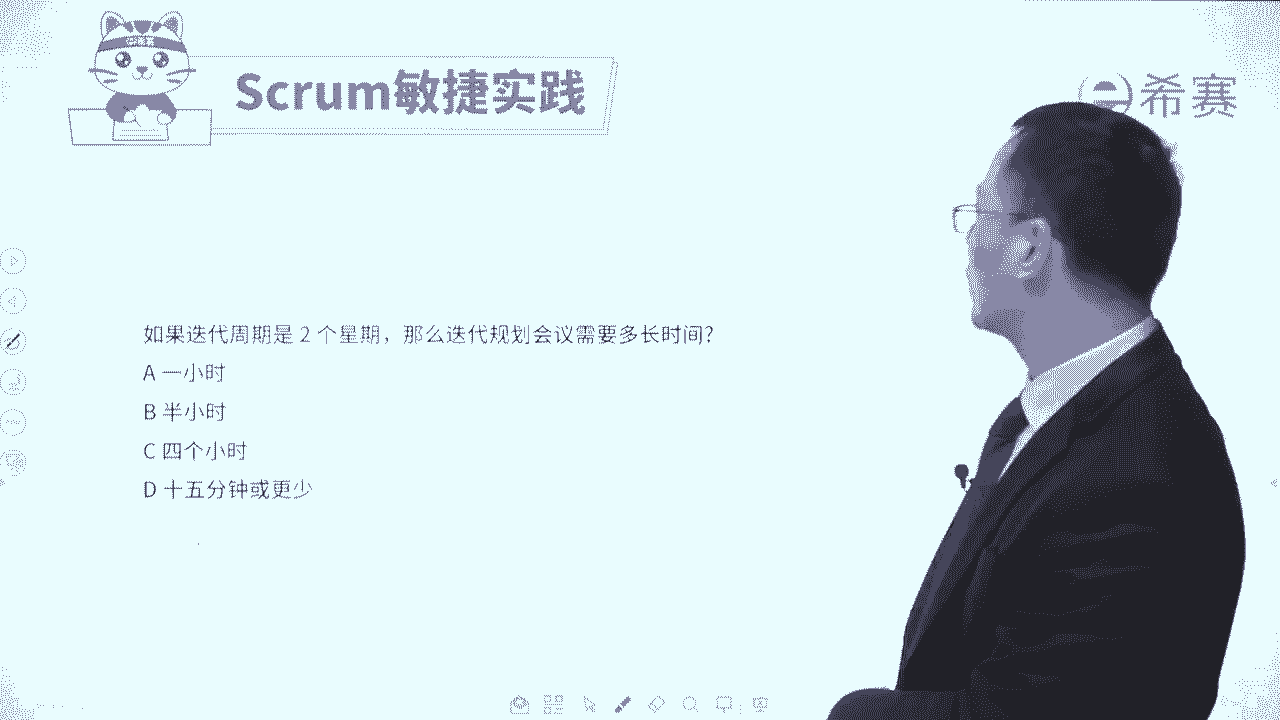 Scrum敏捷实践
希赛
如果迭代周期是 2 个星期，那么迭代规划会议需要多长时间？
A 一小时
B 半小时
C 四个小时
D 十五分钟或更少